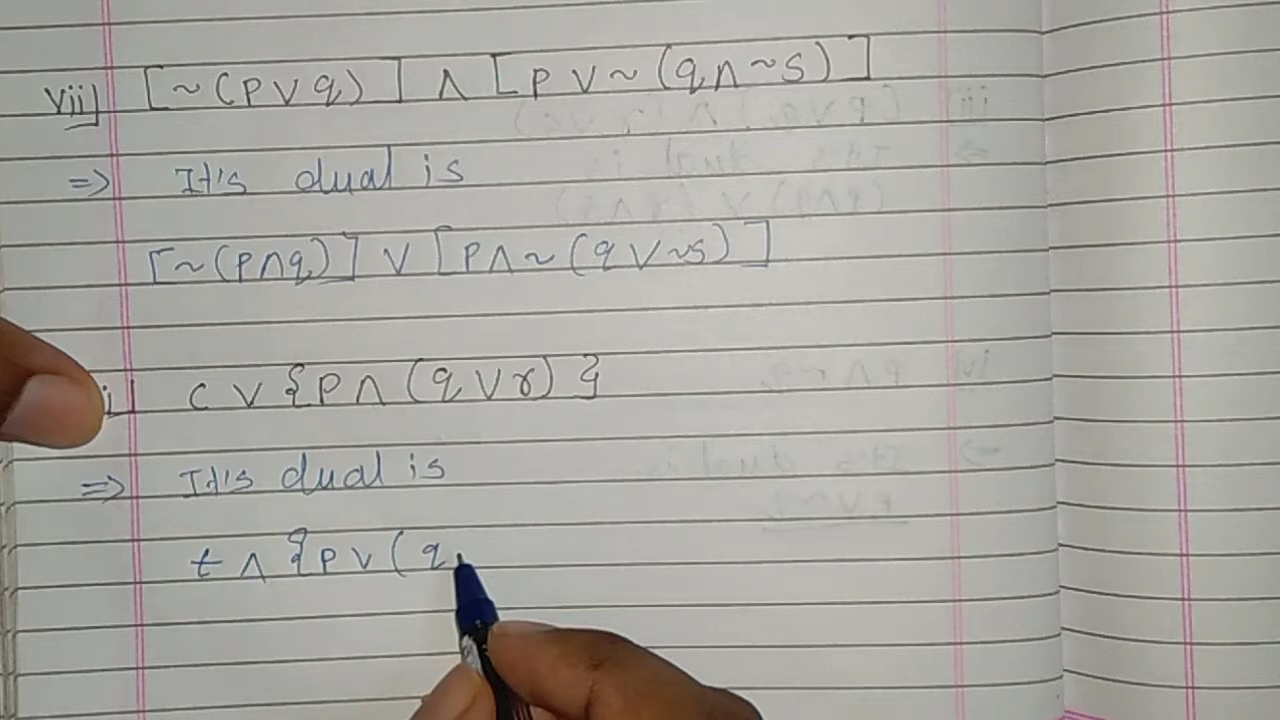 vii] [~(p∨q)] ∧ [p∨~(q∧~s)]
=> It's dual is
[~(p∧q)] ∨ [p∧~(q∨~s)]
i] c ∨ {p∧(q∨r)}
=> It's dual is
t ∧ {p∨(q